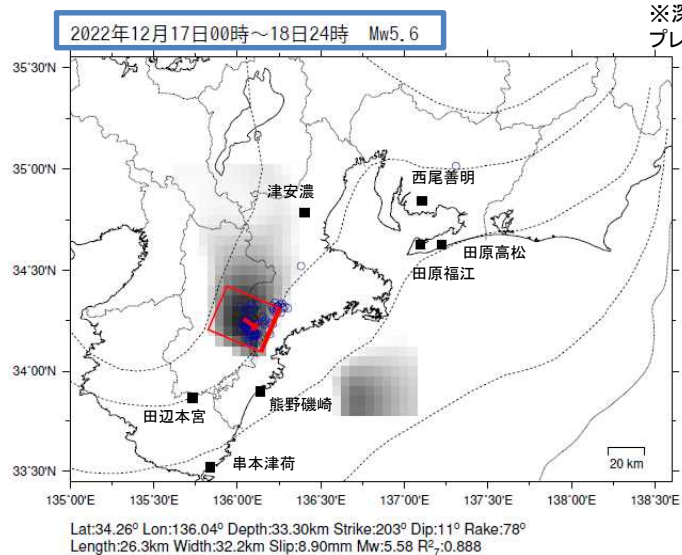 ※深
プレ
2022年12月17日00時～18日24時 Mw5.6
35°30'N
35°00'N
34°30'N
34°00'N
33°30'N
西尾善明
津安濃
田原高松
田原福江
熊野磯崎
田辺本宮
串本津荷
20 km
135°00'E
135°30'E
136°00'E
136°30'E
137°00'E
137°30'E
138°00'E
138°30'E
Lat:34.26° Lon:136.04° Depth:33.30km Strike:203° Dip:11° Rake:78°
Length:26.3km Width:32.2km Slip:8.90mm Mw:5.58 R²₇:0.888